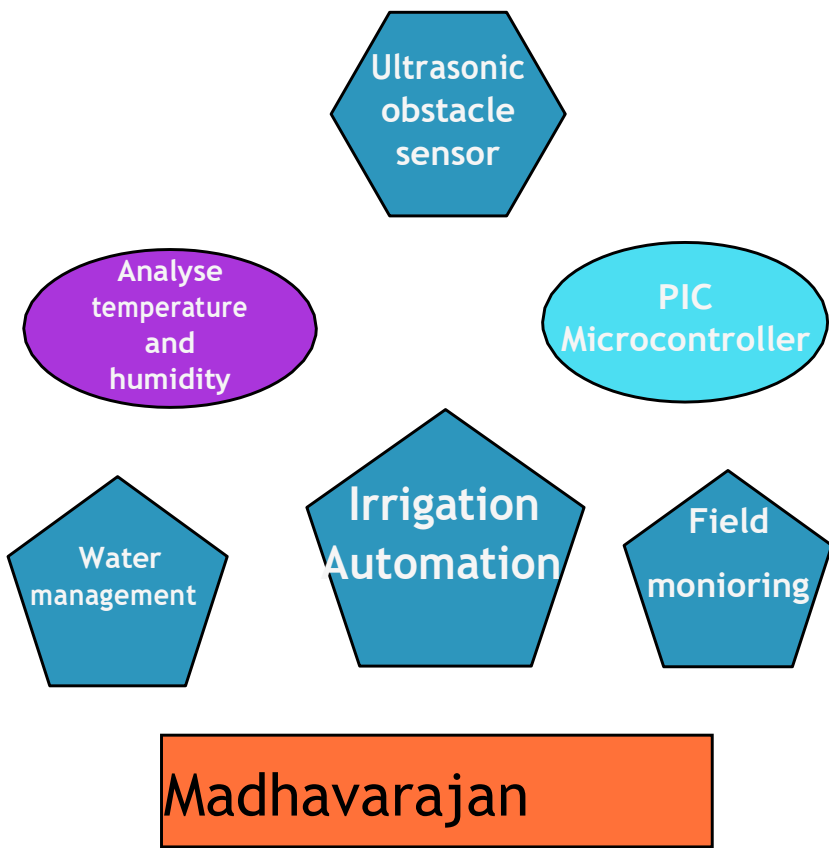 Ultrasonic
obstacle
sensor
Analyse
temperature
and
humidity
PIC
Microcontroller
Irrigation
Automation
Water
management
Field
monioring
Madhavarajan